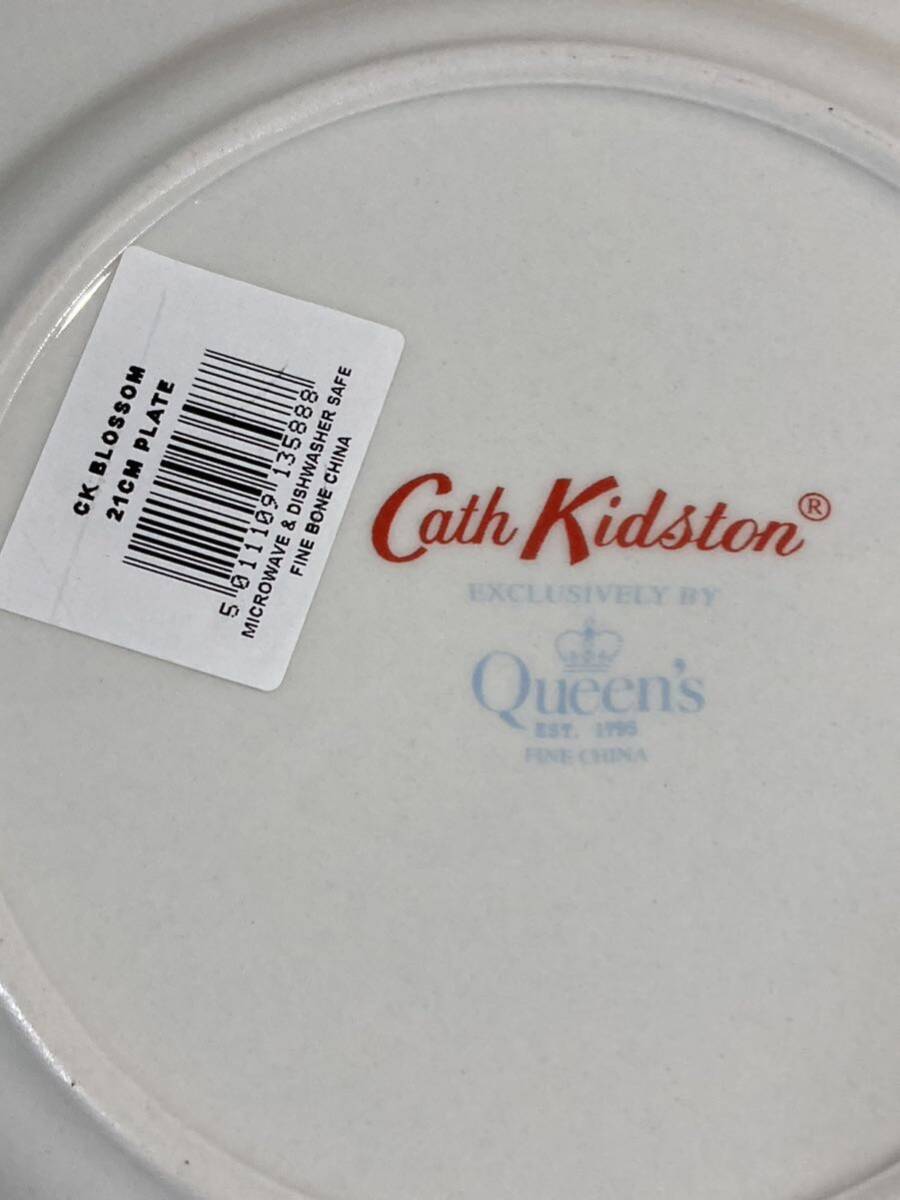 CK BLOSSOM
21CM PLATE
5 011109 135888
MICROWAVE & DISHWASHER SAFE
FINE BONE CHINA
Cath Kidston®
EXCLUSIVELY BY
Queen's
EST. 1995
FINE CHINA